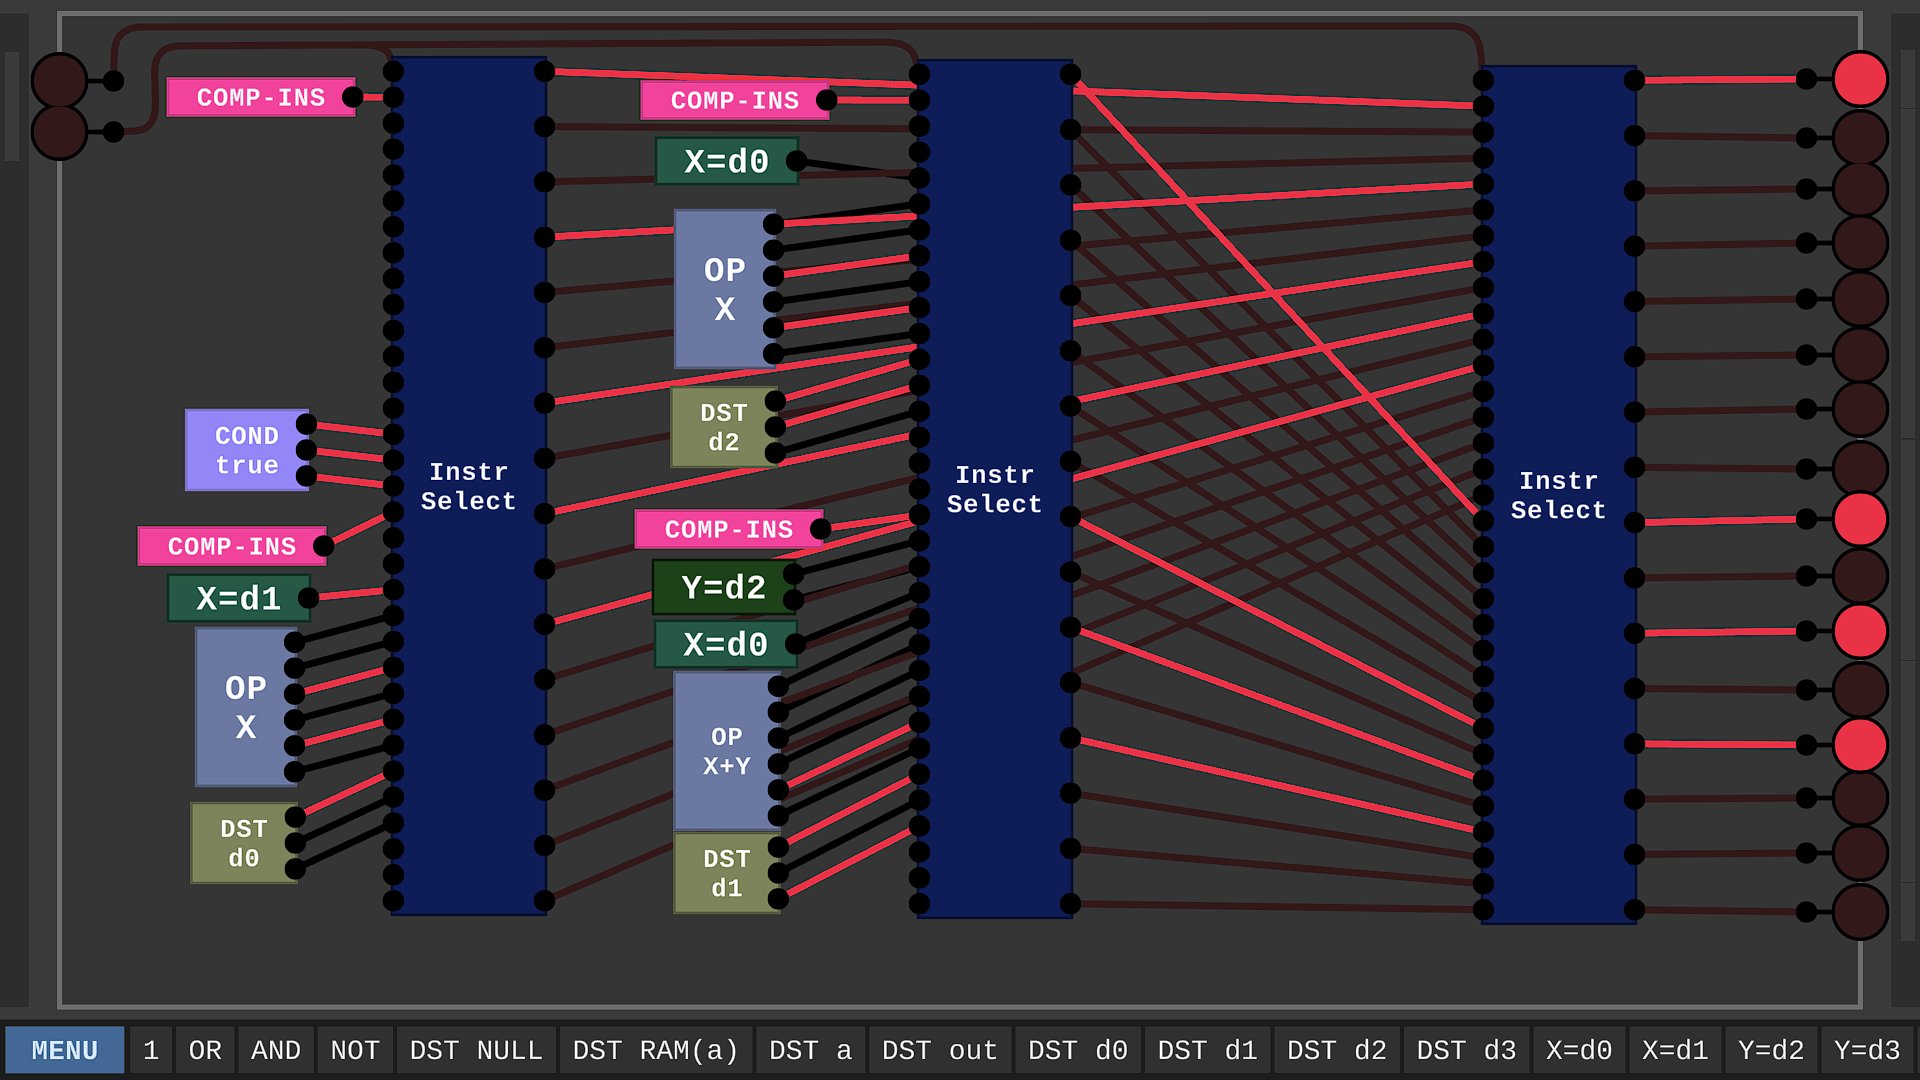 COMP-INS
COND
true
COMP-INS
X=d1
OP
X
DST
d0
Instr
Select
COMP-INS
X=d0
OP
X
DST
d2
COMP-INS
Y=d2
X=d0
OP
X+Y
DST
d1
Instr
Select
Instr
Select
MENU 1 OR AND NOT DST NULL DST RAM(a) DST a DST out DST d0 DST d1 DST d2 DST d3 X=d0 X=d1 Y=d2 Y=d3